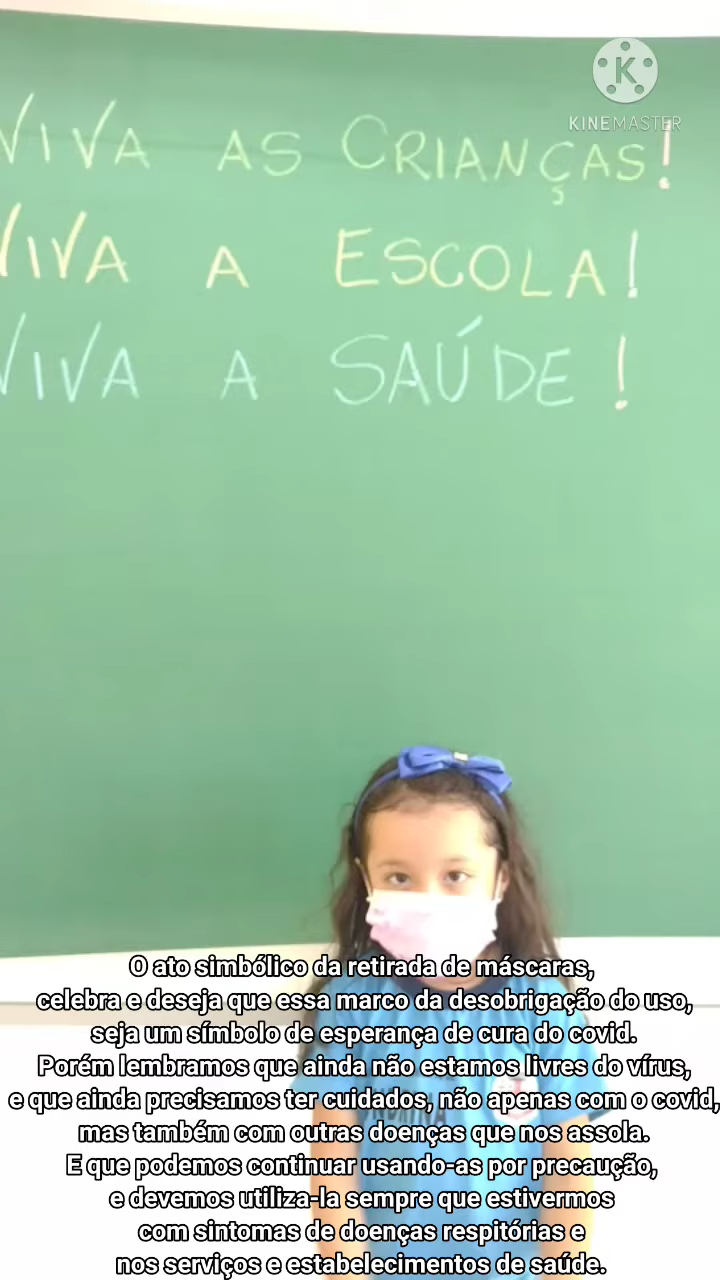 KINEMASTER
VIVA AS CRIANÇAS!
VIVA A ESCOLA!
VIVA A SAÚDE!
O ato simbólico da retirada de máscaras,
celebra e deseja que essa marco da desobrigação do uso,
seja um símbolo de esperança de cura do covid.
Porém lembramos que ainda não estamos livres do vírus,
e que ainda precisamos ter cuidados, não apenas com o covid,
mas também com outras doenças que nos assola.
E que podemos continuar usando-as por precaução,
e devemos utiliza-la sempre que estivermos
com sintomas de doenças respitórias e
nos serviços e estabelecimentos de saúde.